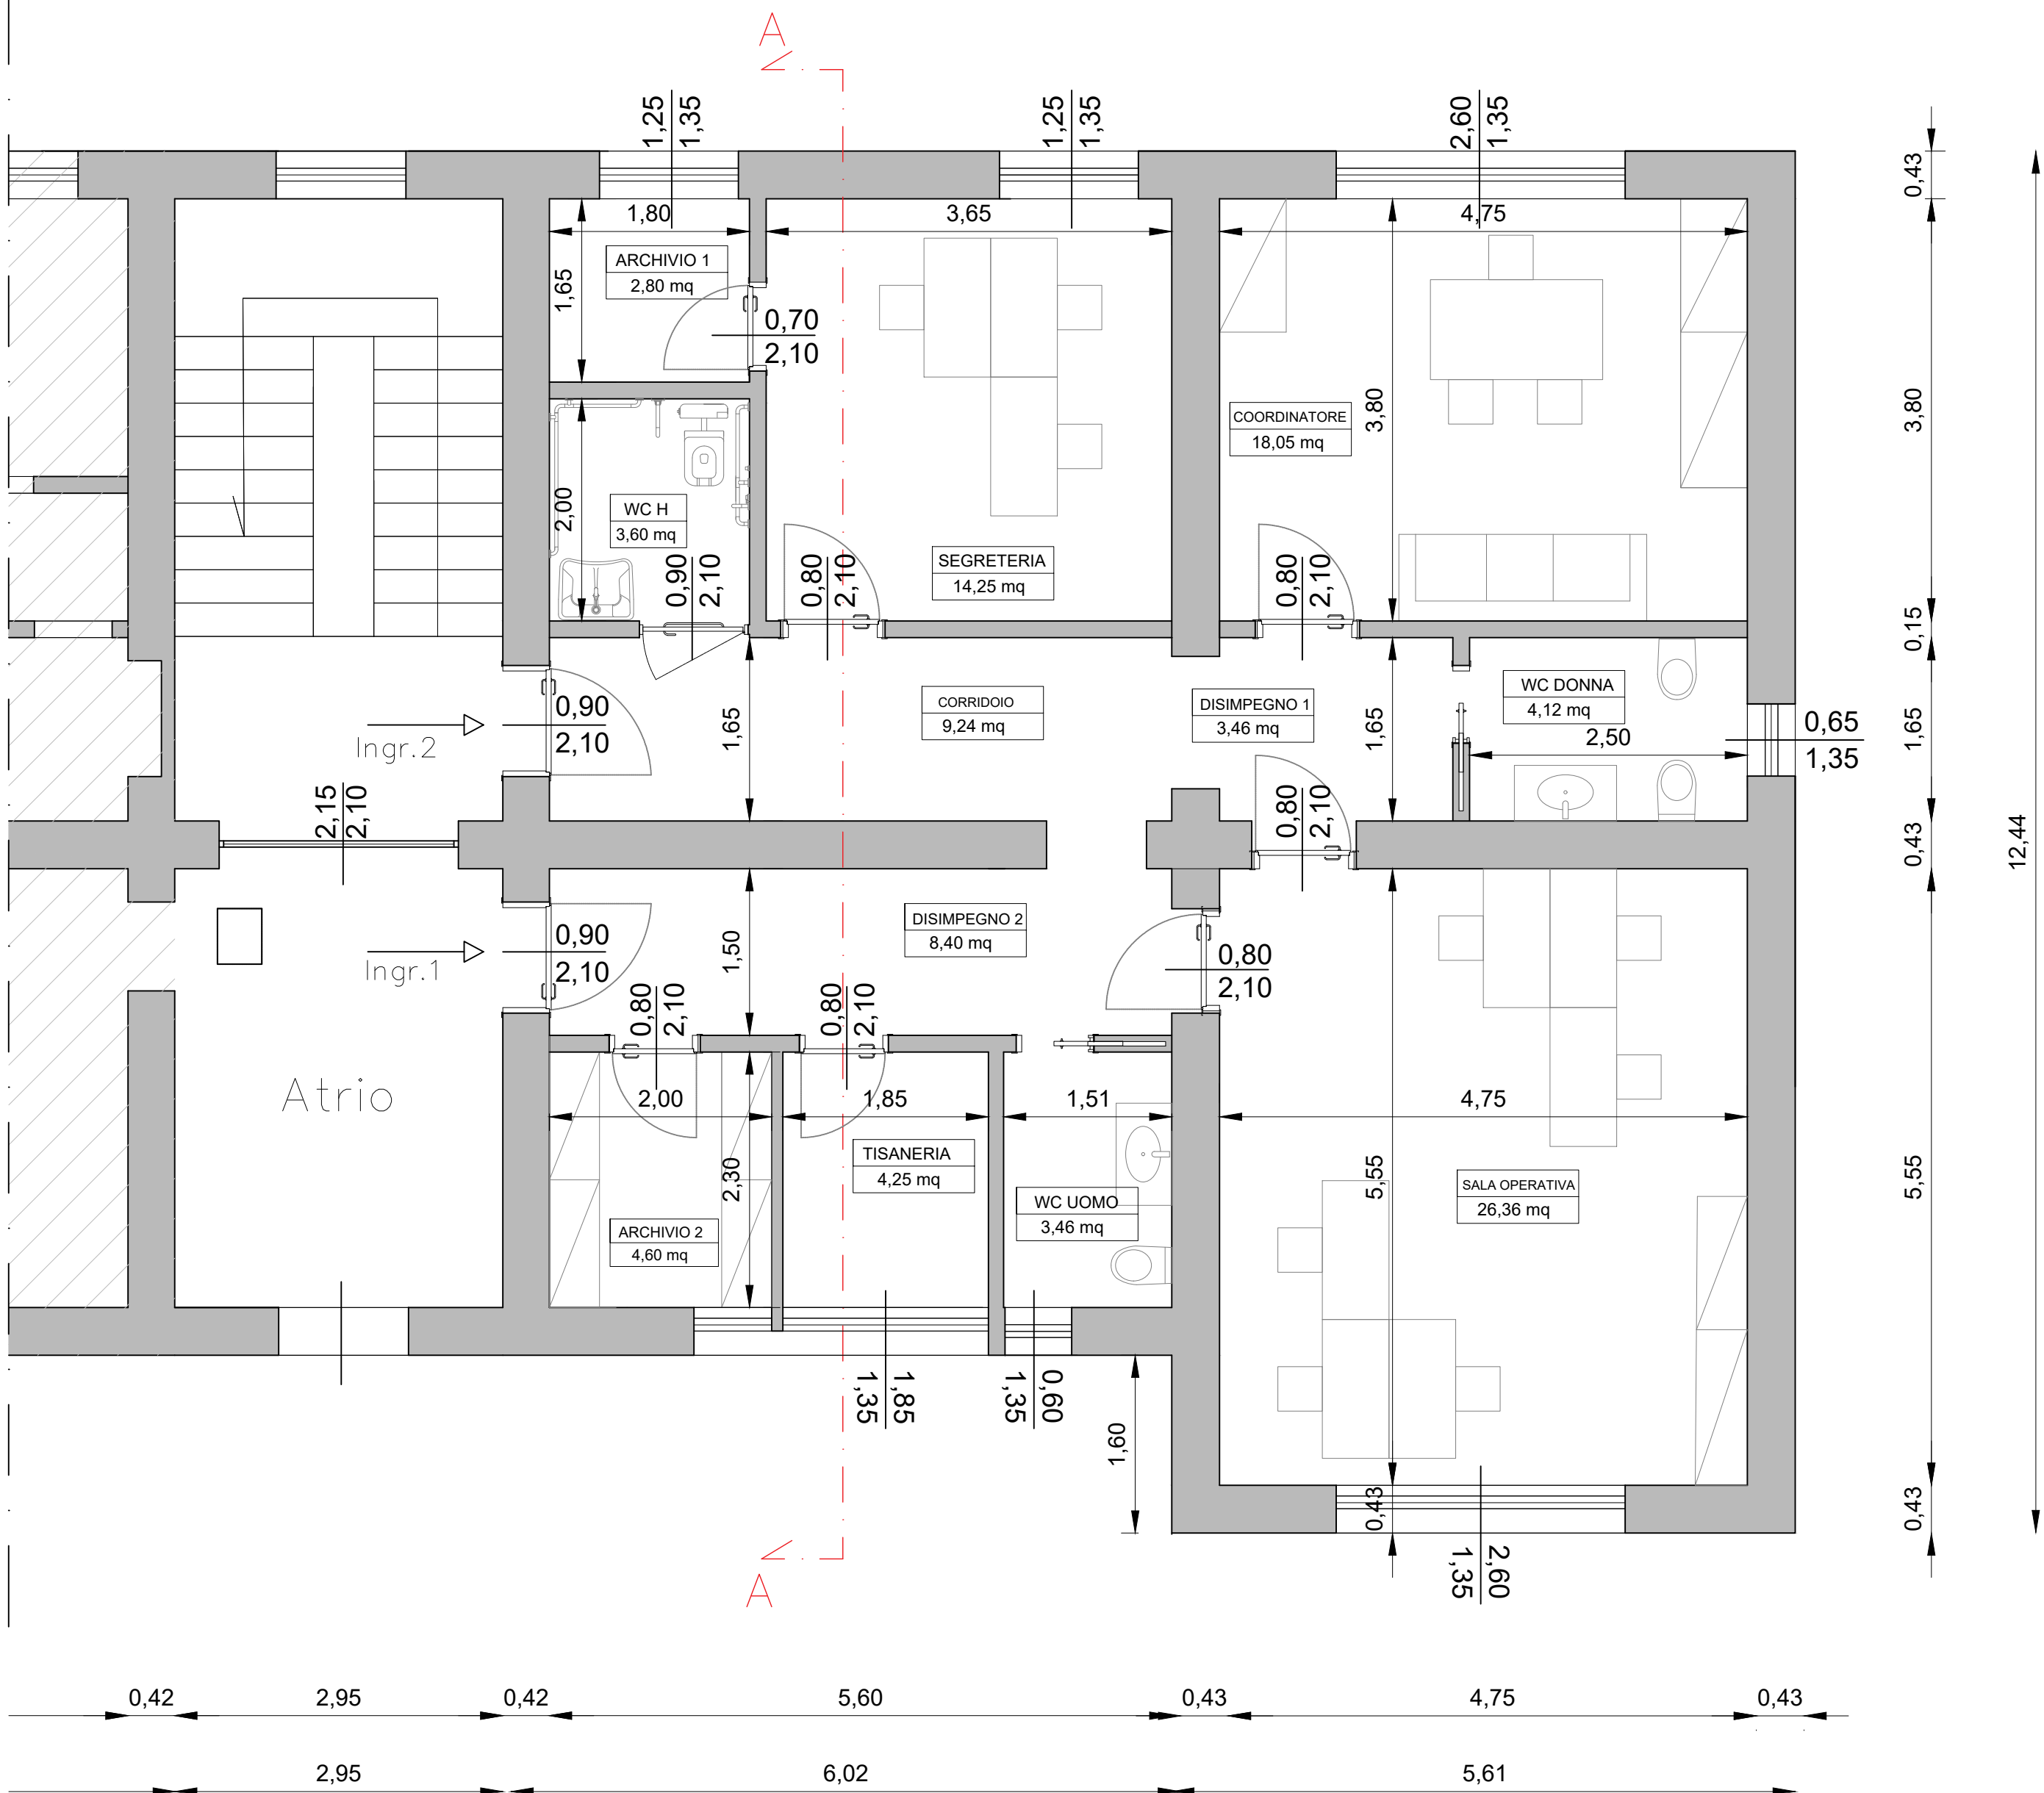 A
1,25
1,35
1,25
1,35
2,60
1,35
0,43
1,80
3,65
4,75
ARCHIVIO 1
2,80 mq
1,65
0,70
2,10
3,80
3,80
COORDINATORE
18,05 mq
2,00
WC H
3,60 mq
0,90
2,10
0,80
2,10
SEGRETERIA
14,25 mq
0,80
2,10
0,15
0,90
2,10
Ingr.2
1,65
CORRIDOIO
9,24 mq
DISIMPEGNO 1
3,46 mq
1,65
WC DONNA
4,12 mq
2,50
0,65
1,35
1,65
2,15
2,10
0,80
2,10
0,43
12,44
0,90
2,10
Ingr.1
1,50
DISIMPEGNO 2
8,40 mq
0,80
2,10
0,80
2,10
0,80
2,10
Atrio
2,00
1,85
1,51
4,75
2,30
TISANERIA
4,25 mq
WC UOMO
3,46 mq
5,55
SALA OPERATIVA
26,36 mq
5,55
ARCHIVIO 2
4,60 mq
1,85
1,35
0,60
1,35
1,60
0,43
0,43
2,60
1,35
A
0,42
2,95
0,42
5,60
0,43
4,75
0,43
2,95
6,02
5,61